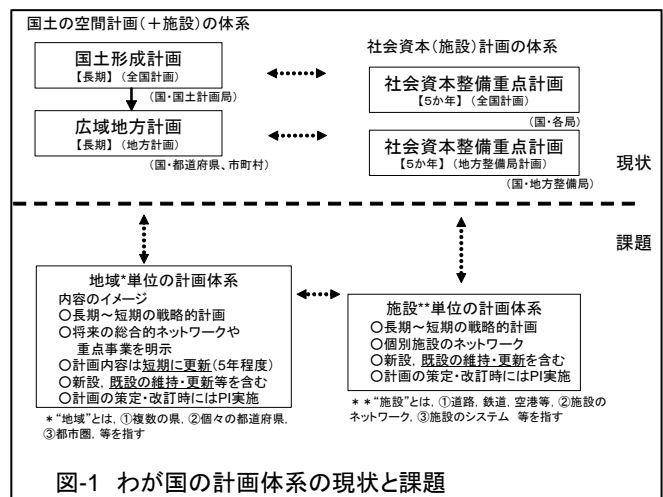 国土の空間計画(+施設)の体系
国土形成計画
【長期】(全国計画)
(国・国土計画局)
広域地方計画
【長期】(地方計画)
(国・都道府県、市町村)
社会資本(施設)計画の体系
社会資本整備重点計画
【5か年】(全国計画)
(国・各局)
社会資本整備重点計画
【5か年】(地方整備局計画)
(国・地方整備局)
現状
課題
地域*単位の計画体系
内容のイメージ
○長期~短期の戦略的計画
○将来の総合的ネットワークや
重点事業を明示
○計画内容は短期に更新(5年程度)
○新設,既設の維持・更新等を含む
○計画の策定・改訂時にはPI実施
*“地域”とは,①複数の県,②個々の都道府県,
③都市圏,等を指す
施設**単位の計画体系
○長期~短期の戦略的計画
○個別施設のネットワーク
○新設,既設の維持・更新を含む
○計画の策定・改訂時にはPI実施
**“施設”とは,①道路,鉄道,空港等,②施設の
ネットワーク,③施設のシステム 等を指す
図-1 わが国の計画体系の現状と課題